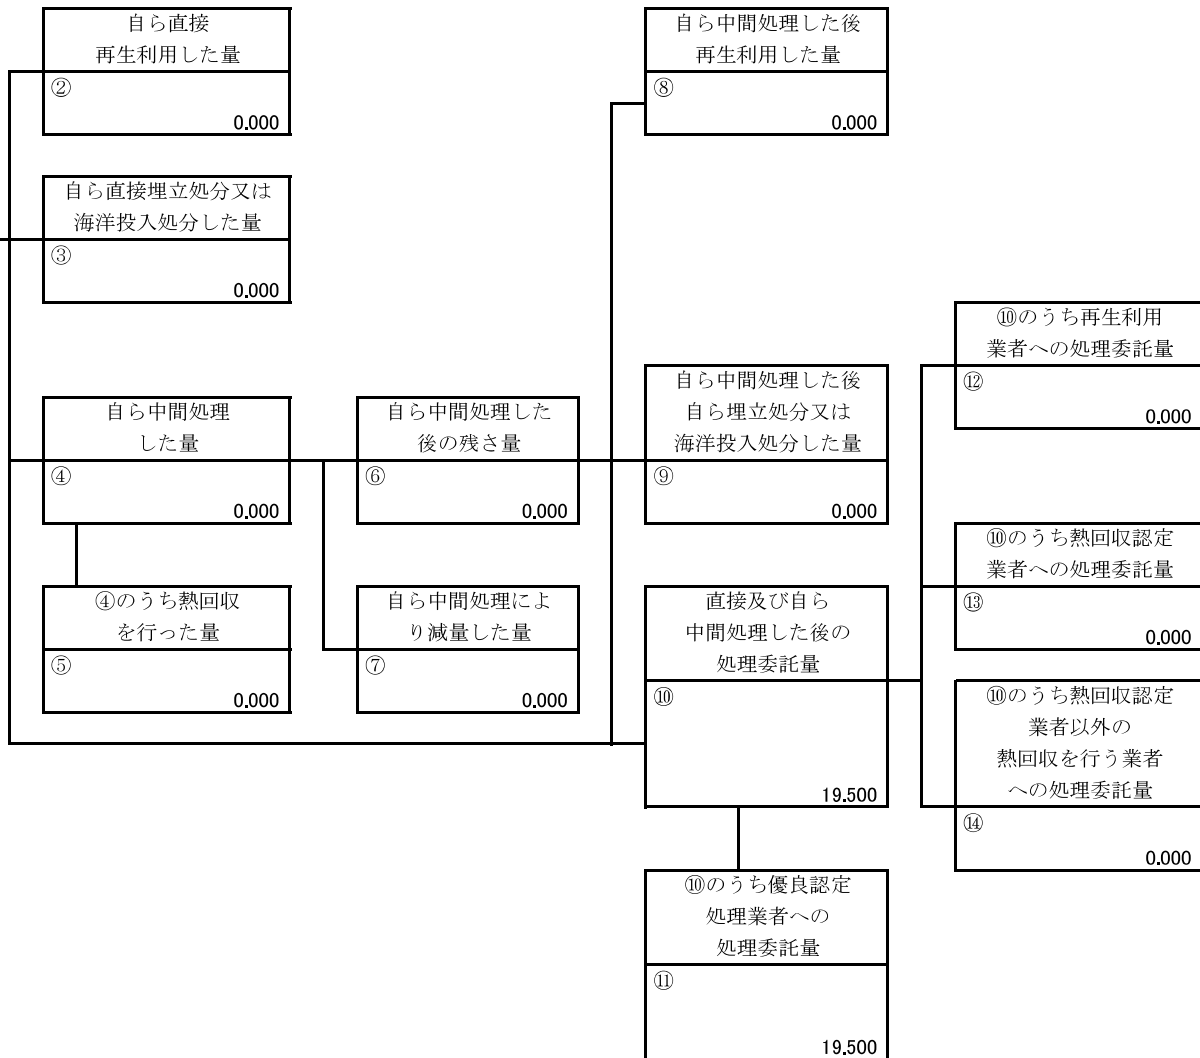 自ら直接
再生利用した量
②
0.000
自ら中間処理した後
再生利用した量
⑧
0.000
自ら直接埋立処分又は
海洋投入処分した量
③
0.000
⑩のうち再生利用
業者への処理委託量
⑫
0.000
自ら中間処理
した量
④
0.000
自ら中間処理した
後の残さ量
⑥
0.000
自ら中間処理した後
自ら埋立処分又は
海洋投入処分した量
⑨
0.000
⑩のうち熱回収認定
業者への処理委託量
⑬
0.000
④のうち熱回収
を行った量
⑤
0.000
自ら中間処理によ
り減量した量
⑦
0.000
直接及び自ら
中間処理した後の
処理委託量
⑩
19.500
⑩のうち熱回収認定
業者以外の
熱回収を行う業者
への処理委託量
⑭
0.000
⑩のうち優良認定
処理業者への
処理委託量
⑪
19.500